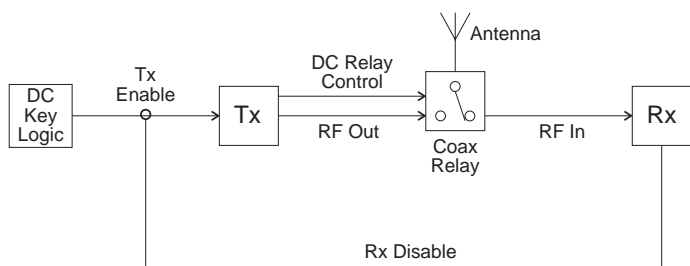 Antenna
DC Relay
Control
Tx
Enable
DC
Key
Logic
Tx
Rx
RF Out
RF In
Coax
Relay
Rx Disable